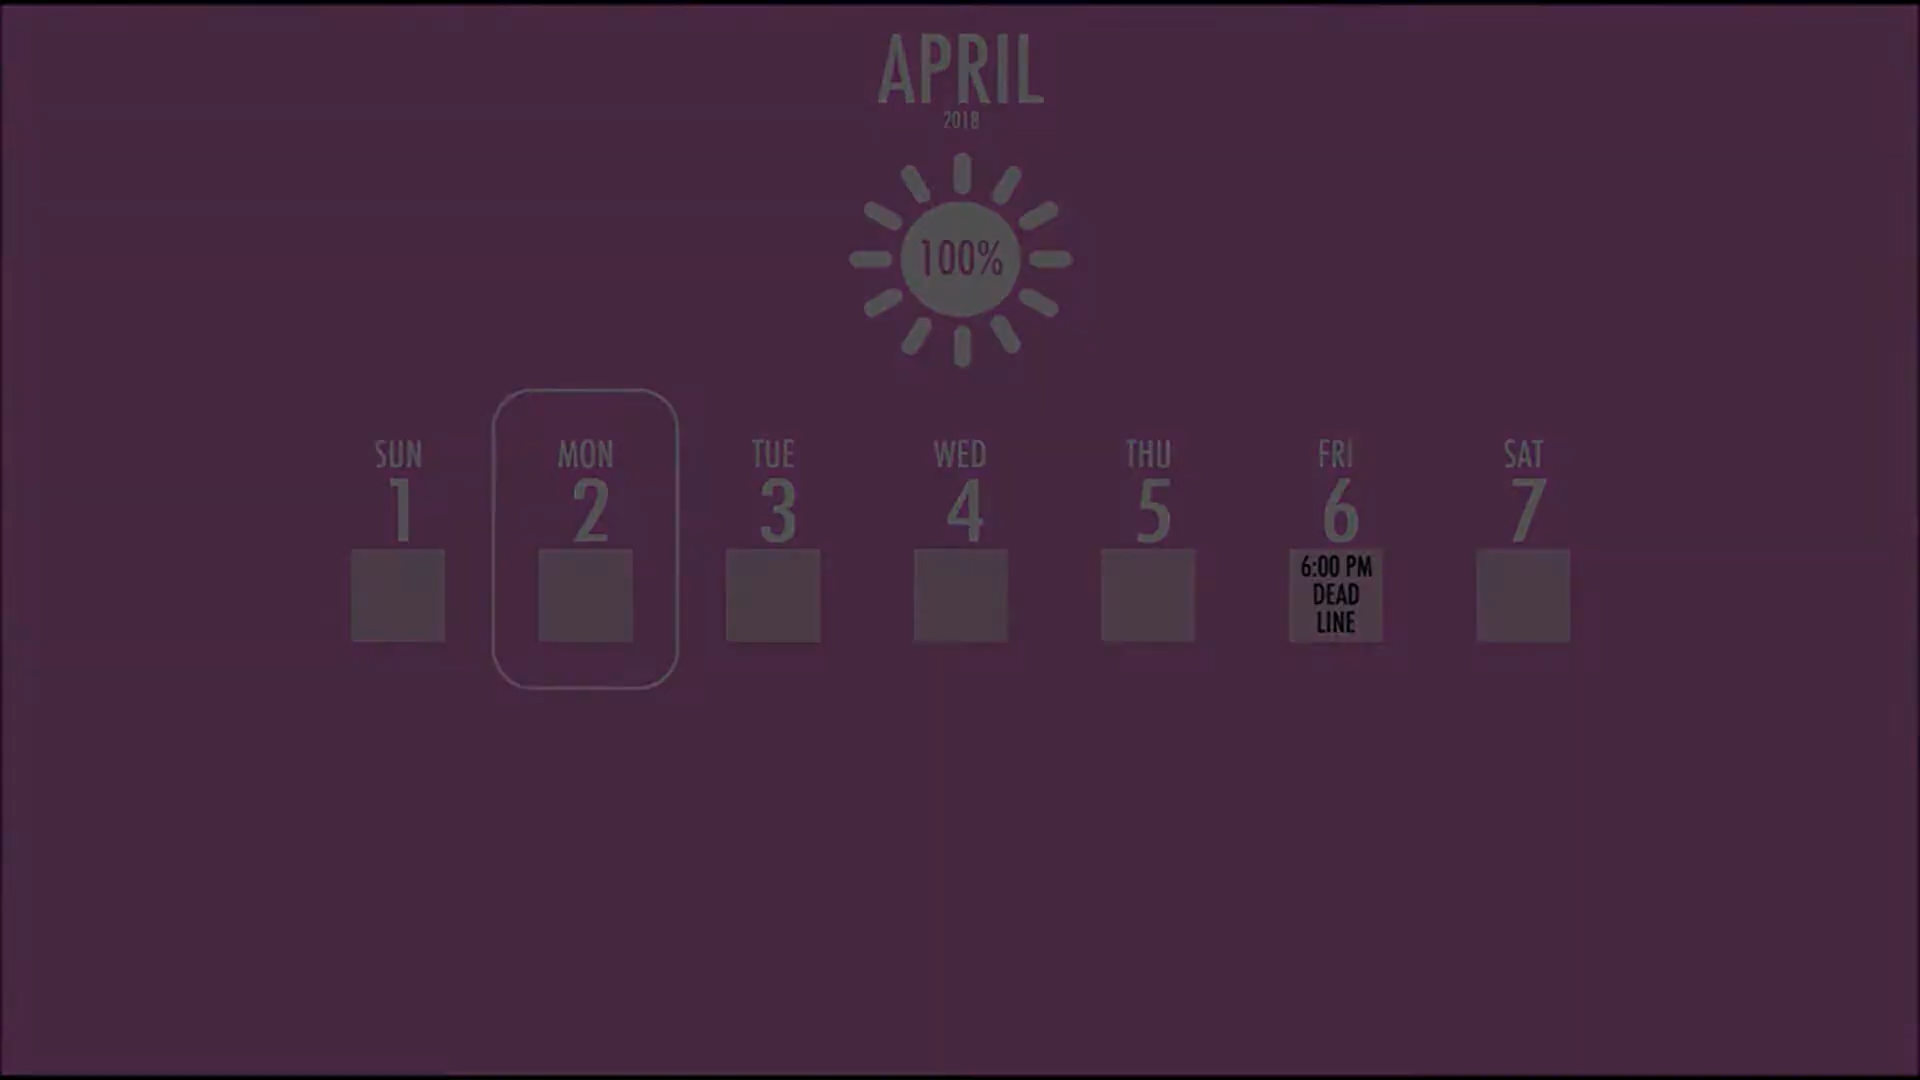 APRIL
2018
100%
SUN MON TUE WED THU FRI SAT
1 2 3 4 5 6 7
6:00 PM
DEAD
LINE